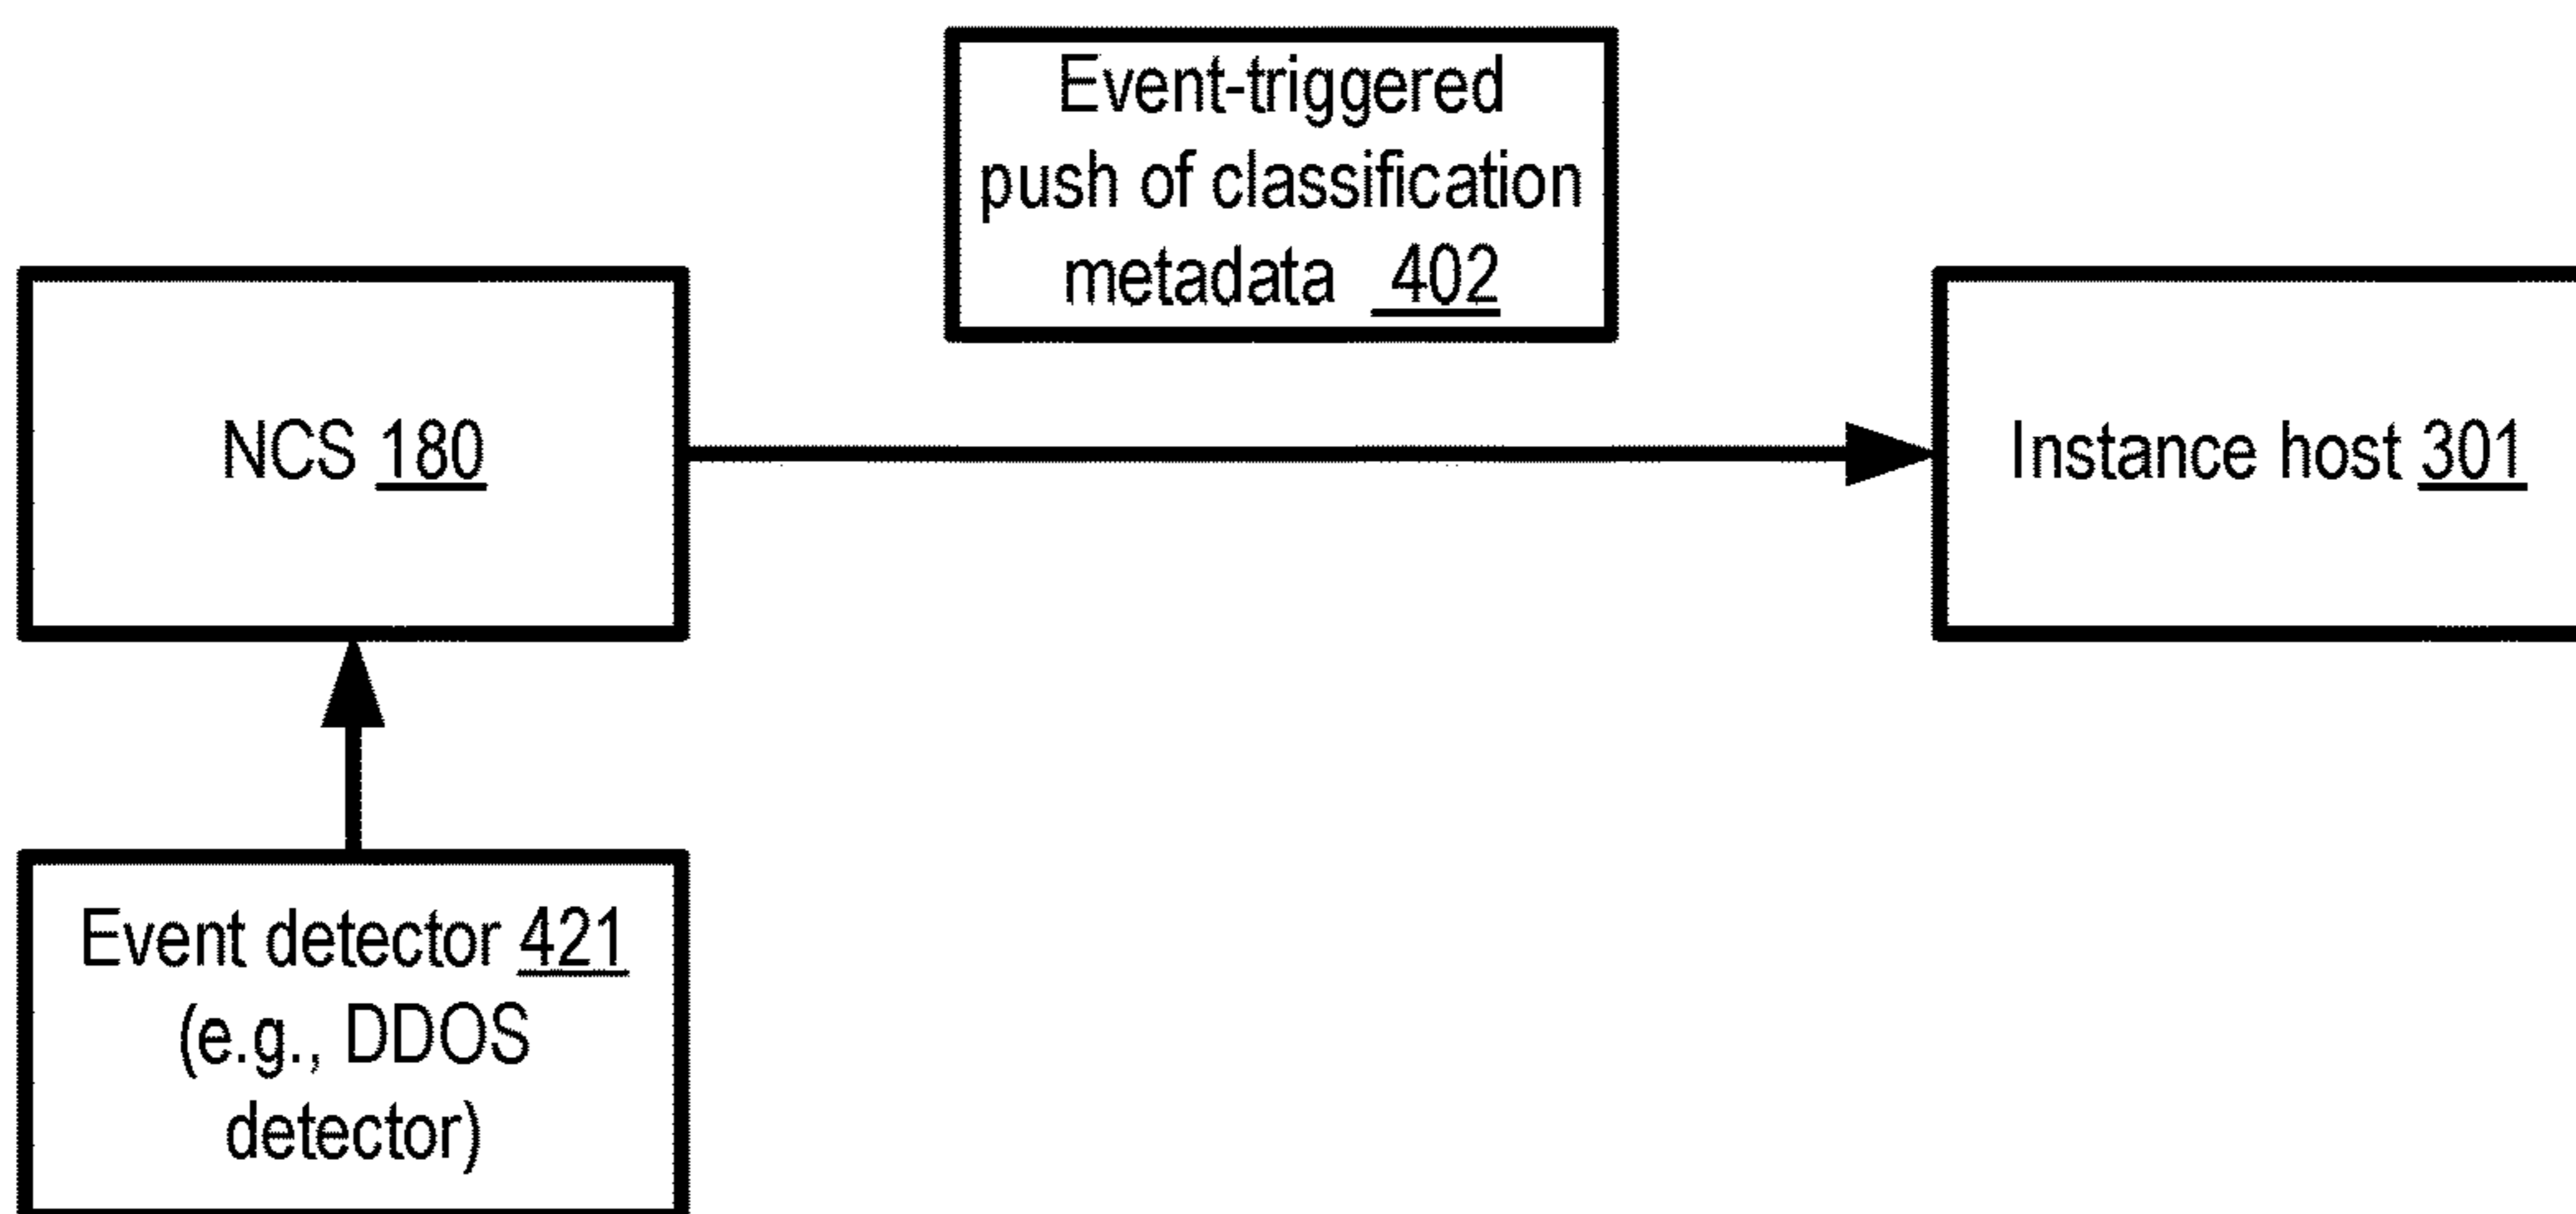 Event-triggered
push of classification
metadata 402
NCS 180
Instance host 301
Event detector 421
(e.g., DDOS
detector)